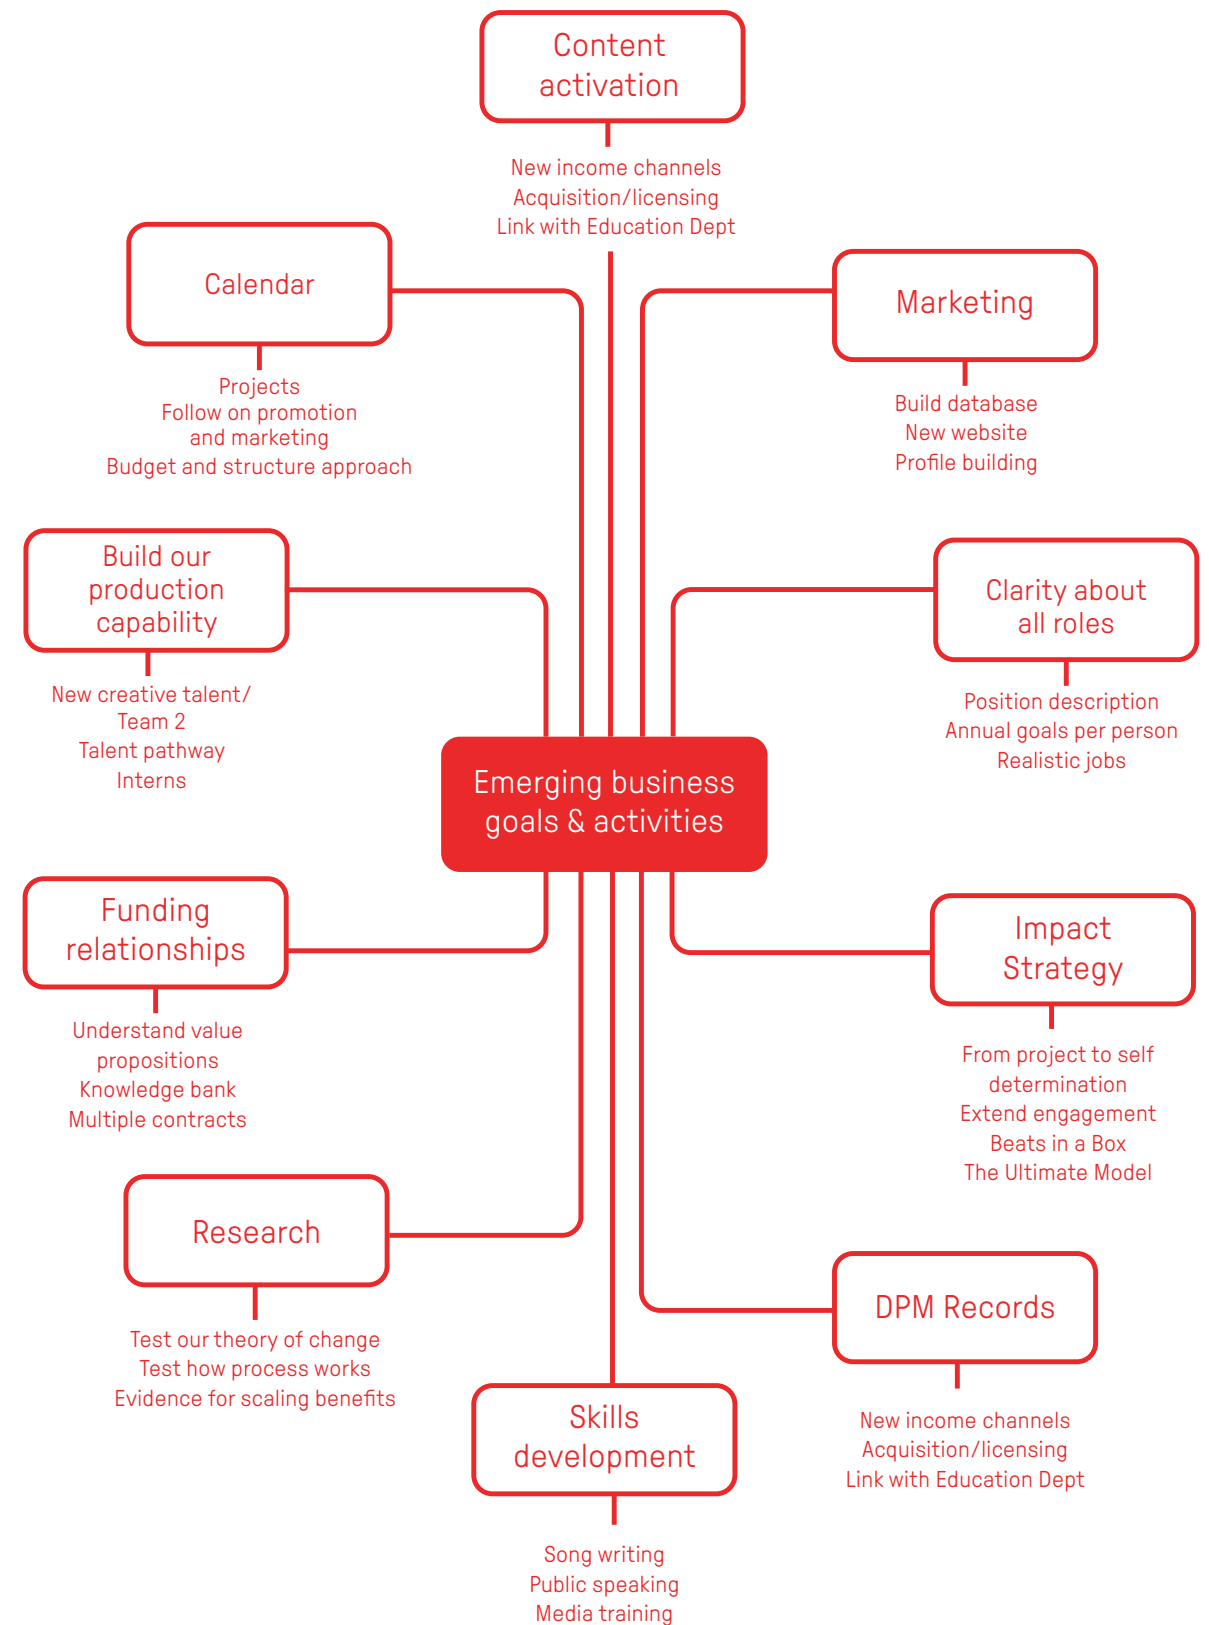 Content
activation
New income channels
Acquisition/licensing
Link with Education Dept
Calendar
Projects
Follow on promotion
and marketing
Budget and structure approach
Marketing
Build database
New website
Profile building
Build our
production
capability
New creative talent/
Team 2
Talent pathway
Interns
Clarity about
all roles
Position description
Annual goals per person
Realistic jobs
Emerging business
goals & activities
Funding
relationships
Understand value
propositions
Knowledge bank
Multiple contracts
Impact
Strategy
From project to self
determination
Extend engagement
Beats in a Box
The Ultimate Model
Research
Test our theory of change
Test how process works
Evidence for scaling benefits
DPM Records
New income channels
Acquisition/licensing
Link with Education Dept
Skills
development
Song writing
Public speaking
Media training